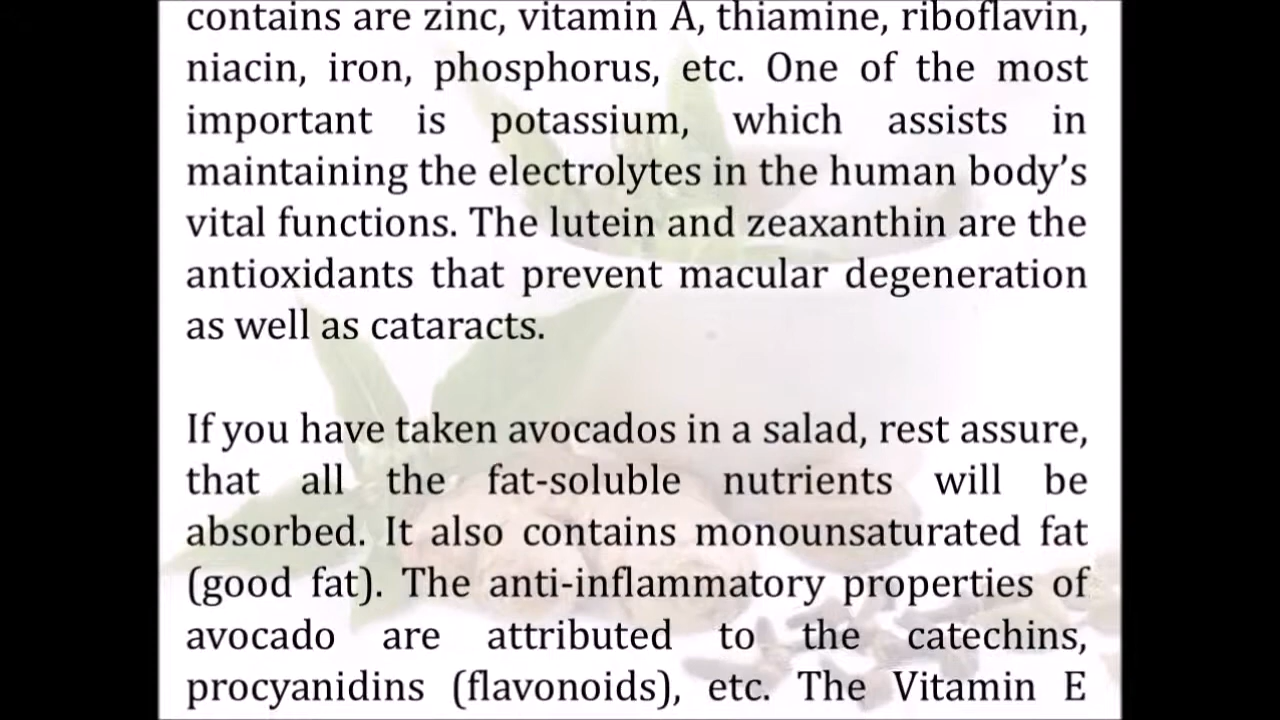 contains are zinc, vitamin A, thiamine, riboflavin,
niacin, iron, phosphorus, etc. One of the most
important is potassium, which assists in
maintaining the electrolytes in the human body’s
vital functions. The lutein and zeaxanthin are the
antioxidants that prevent macular degeneration
as well as cataracts.
If you have taken avocados in a salad, rest assure,
that all the fat-soluble nutrients will be
absorbed. It also contains monounsaturated fat
(good fat). The anti-inflammatory properties of
avocado are attributed to the catechins,
procyanidins (flavonoids), etc. The Vitamin E